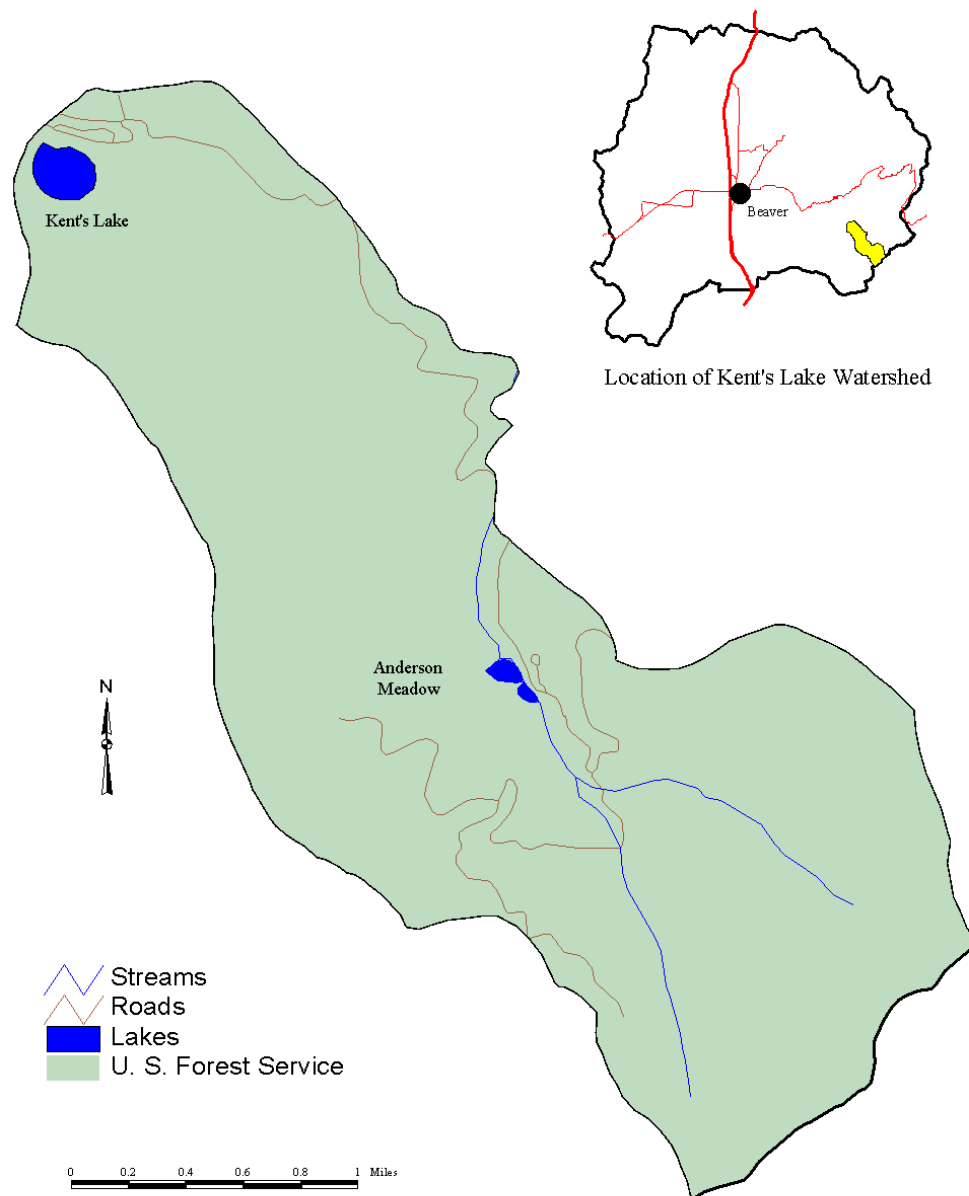 Kent's Lake
Beaver
Location of Kent's Lake Watershed
Anderson
Meadow
N
Streams
Roads
Lakes
U. S. Forest Service
0 0.2 0.4 0.6 0.8 1 Miles